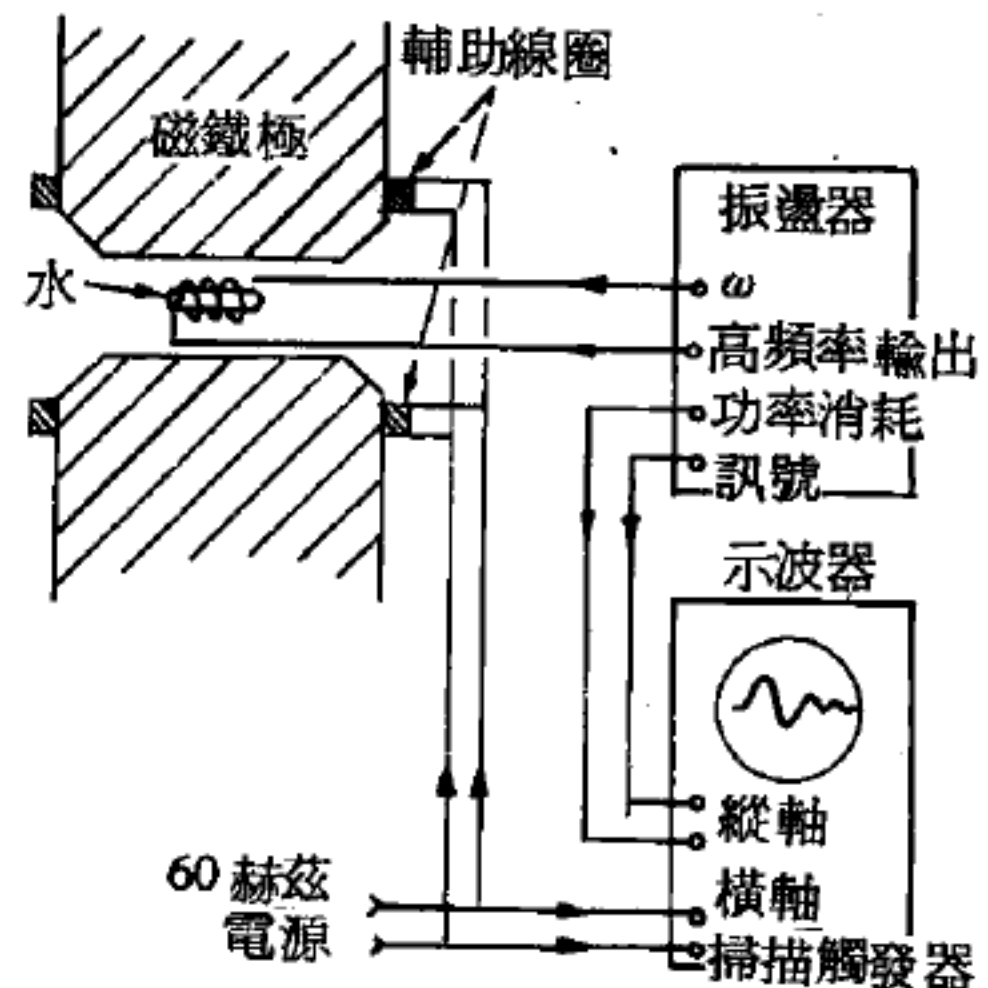 輔助線圈
磁鐵極
振盪器
水
ω
高頻率輸出
功率消耗
訊號
示波器
縱軸
60 赫茲
電源
橫軸
掃描觸發器